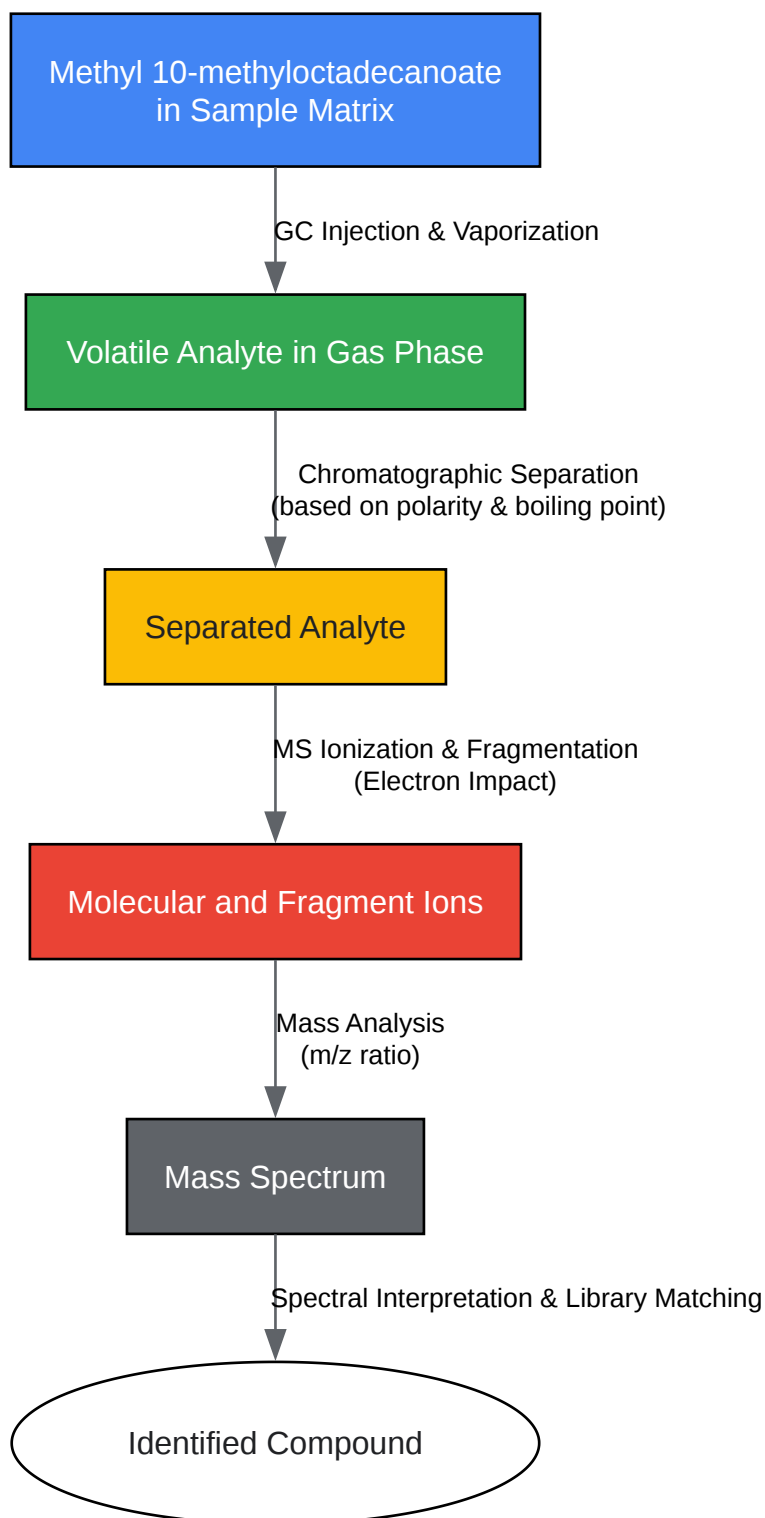 Methyl 10-methyloctadecanoate
in Sample Matrix
GC Injection & Vaporization
Volatile Analyte in Gas Phase
Chromatographic Separation
(based on polarity & boiling point)
Separated Analyte
MS Ionization & Fragmentation
(Electron Impact)
Molecular and Fragment Ions
Mass Analysis
(m/z ratio)
Mass Spectrum
Spectral Interpretation & Library Matching
Identified Compound